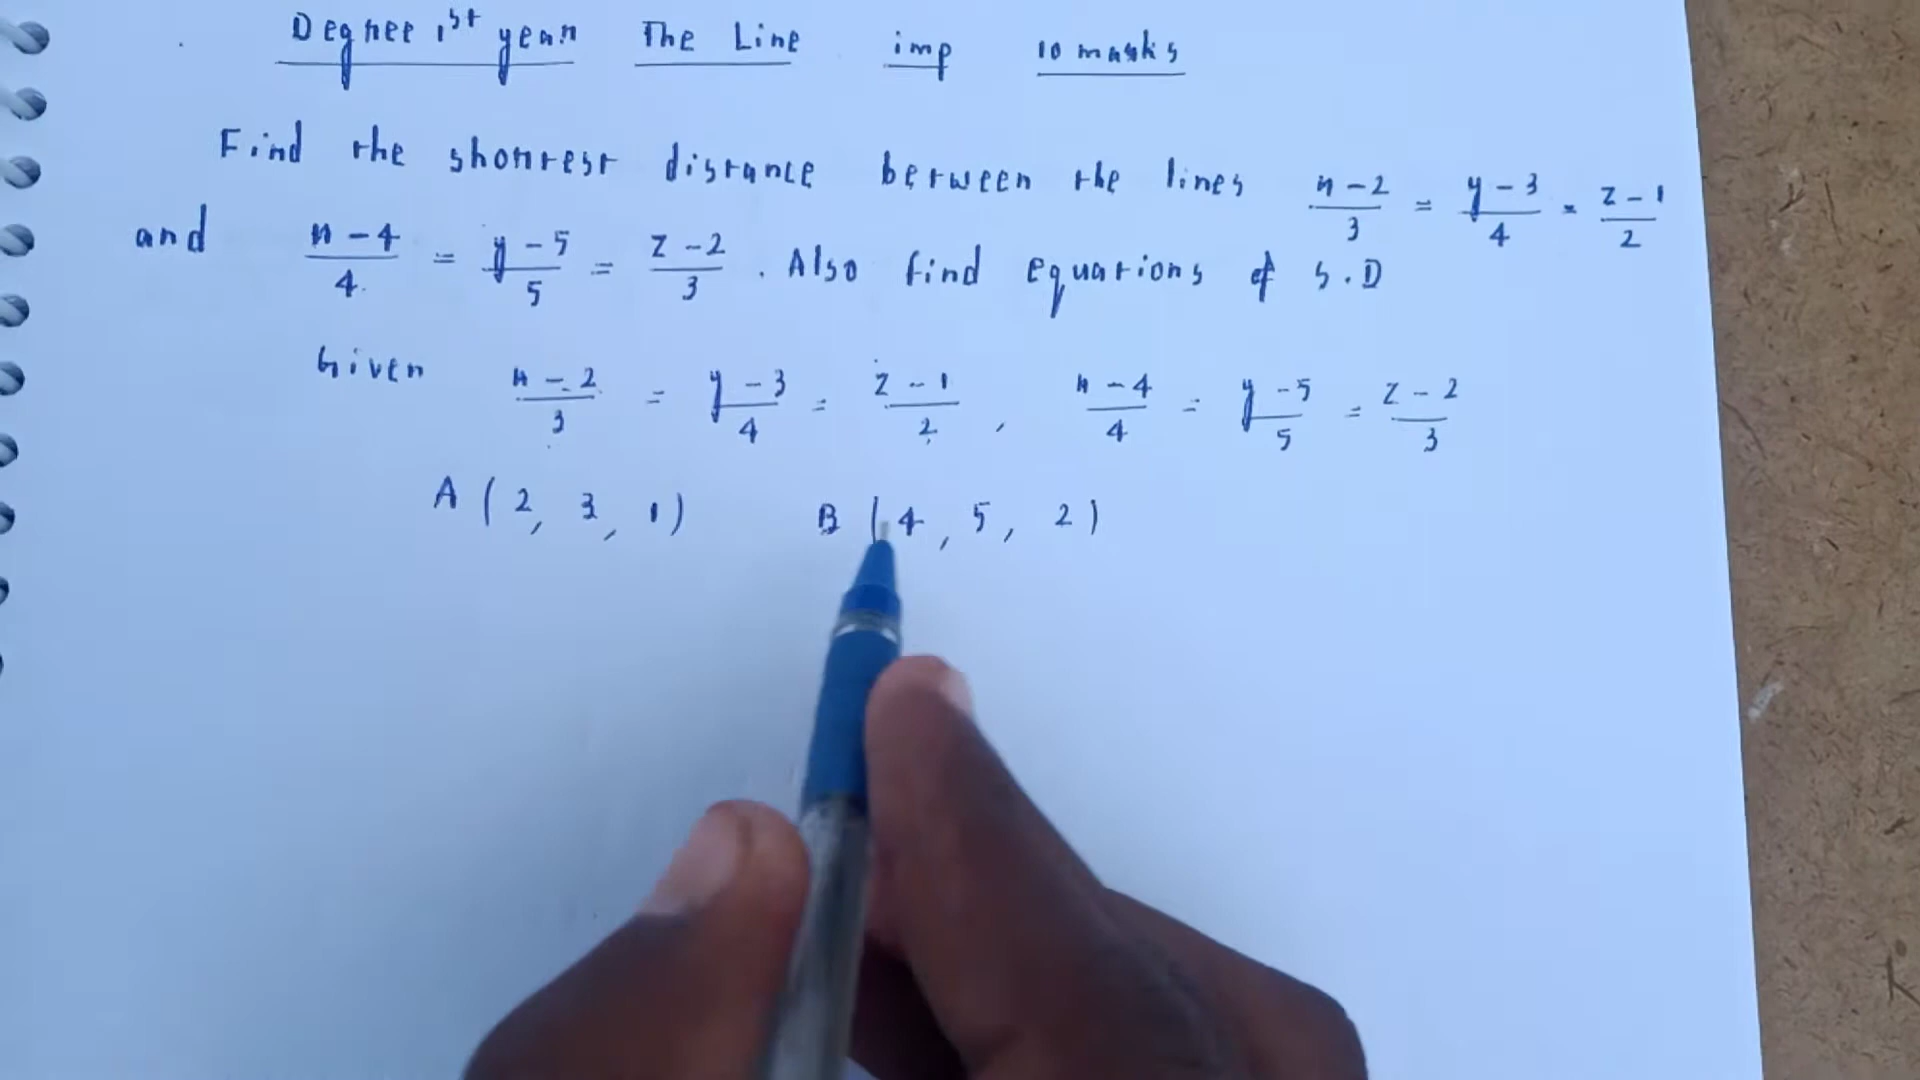 Degree 1st year The Line imp 10 marks
Find the shortest distance between the lines x-2/3 = y-3/4 = z-1/2
and x-4/4 = y-5/5 = z-2/3 . Also find equations of S.D
Given x-2/3 = y-3/4 = z-1/2 , x-4/4 = y-5/5 = z-2/3
A (2, 3, 1) B (4, 5, 2)